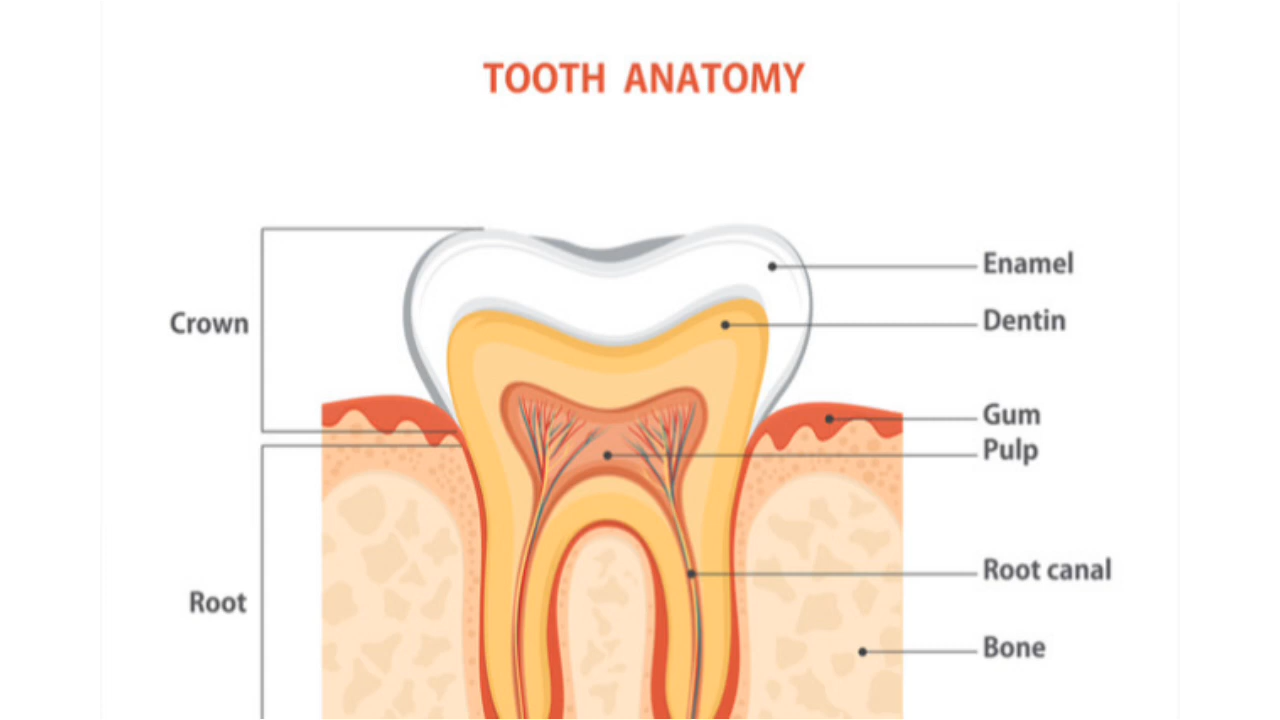 TOOTH ANATOMY
Enamel
Crown
Dentin
Gum
Pulp
Root canal
Root
Bone